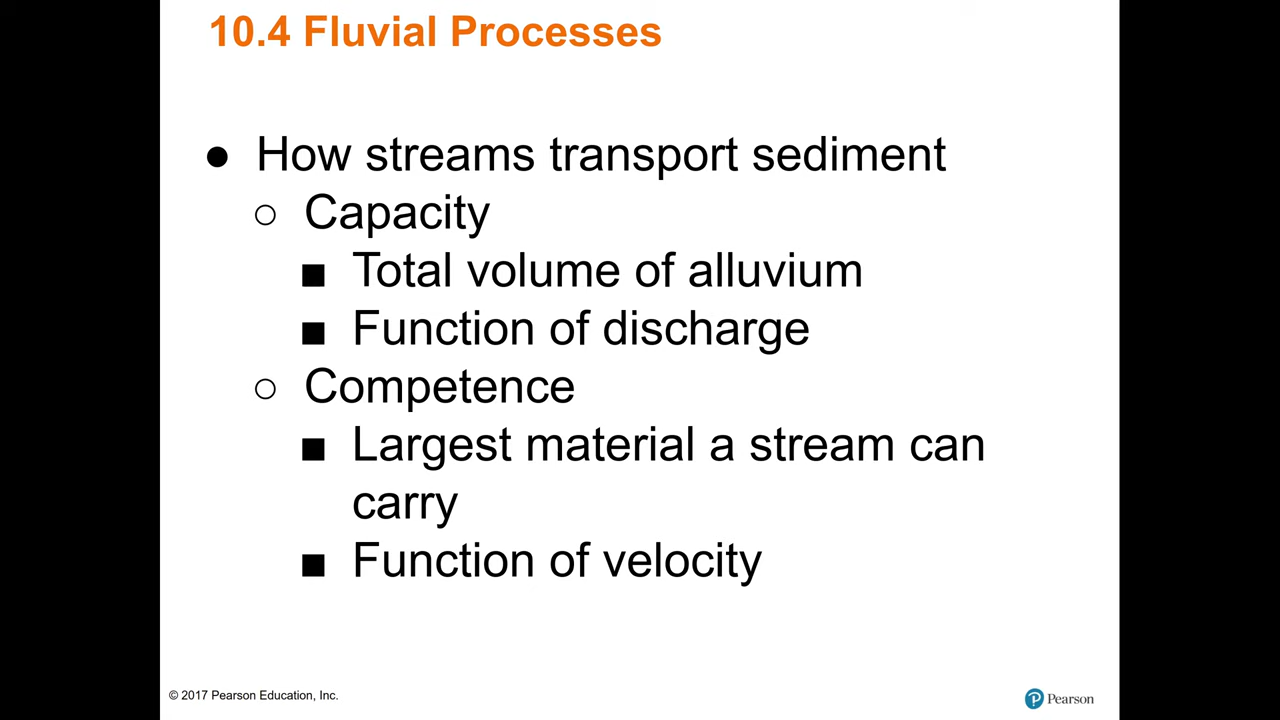 10.4 Fluvial Processes
● How streams transport sediment
○ Capacity
■ Total volume of alluvium
■ Function of discharge
○ Competence
■ Largest material a stream can
carry
■ Function of velocity
© 2017 Pearson Education, Inc.
P Pearson